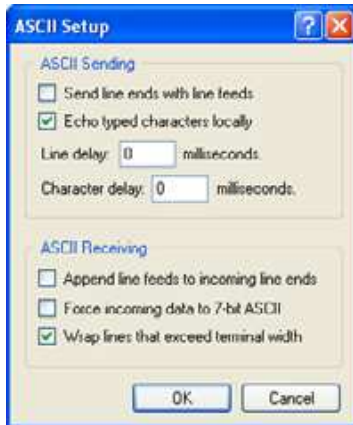 ASCII Setup
ASCII Sending
Send line ends with line feeds
Echo typed characters locally
Line delay: 0 milliseconds.
Character delay: 0 milliseconds.
ASCII Receiving
Append line feeds to incoming line ends
Force incoming data to 7-bit ASCII
Wrap lines that exceed terminal width
OK Cancel